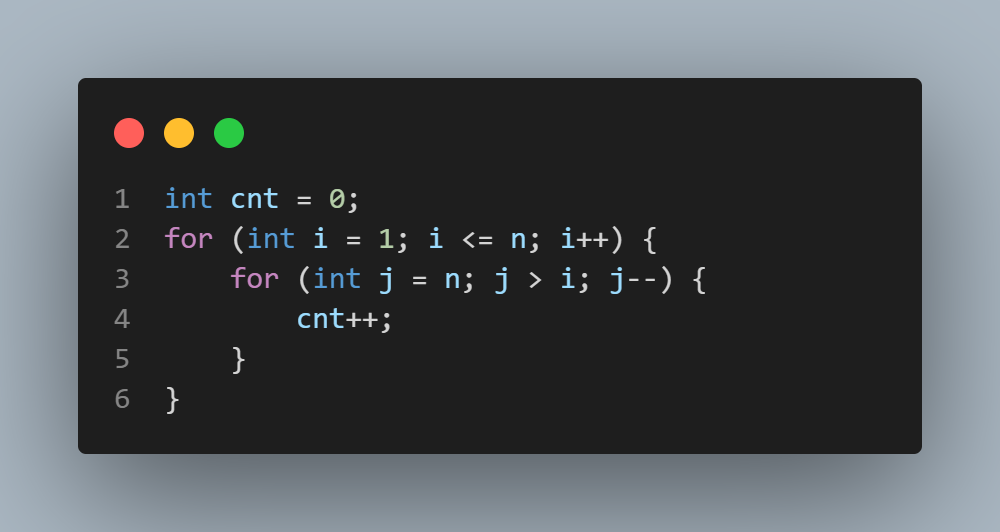 1 int cnt = 0;
2 for (int i = 1; i <= n; i++) {
3     for (int j = n; j > i; j--) {
4         cnt++;
5     }
6 }